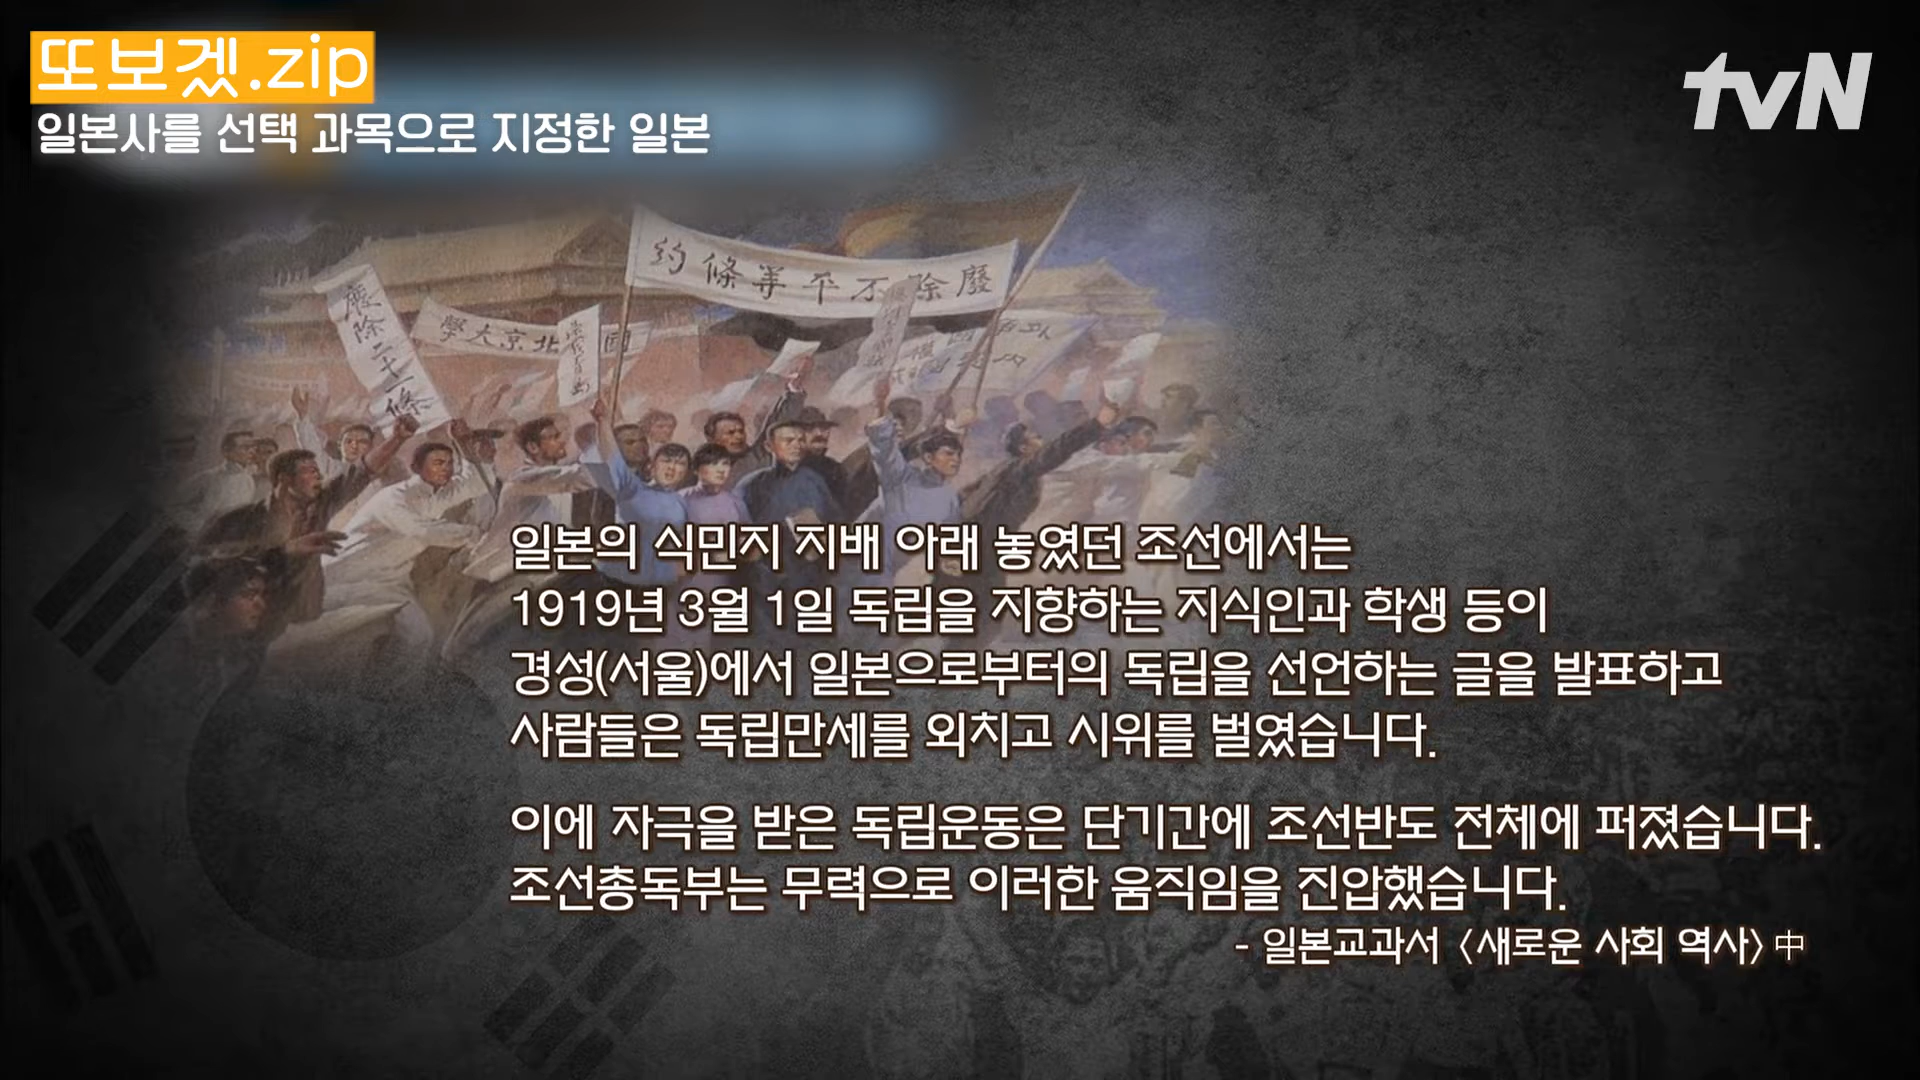 또보겠.zip
tvN
일본사를 선택 과목으로 지정한 일본
約條等平不除廢
廢除二十一條
學大京北
國
일본의 식민지 지배 아래 놓였던 조선에서는
1919년 3월 1일 독립을 지향하는 지식인과 학생 등이
경성(서울)에서 일본으로부터의 독립을 선언하는 글을 발표하고
사람들은 독립만세를 외치고 시위를 벌였습니다.
이에 자극을 받은 독립운동은 단기간에 조선반도 전체에 퍼졌습니다.
조선총독부는 무력으로 이러한 움직임을 진압했습니다.
- 일본교과서 〈새로운 사회 역사〉 中